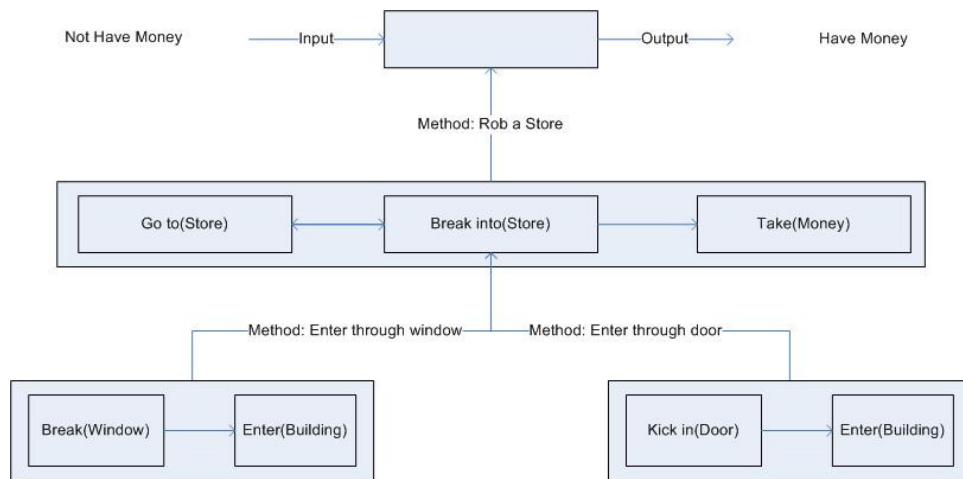 Not Have Money
Input
Output
Have Money
Method: Rob a Store
Go to(Store)
Break into(Store)
Take(Money)
Method: Enter through window
Method: Enter through door
Break(Window)
Enter(Building)
Kick in(Door)
Enter(Building)